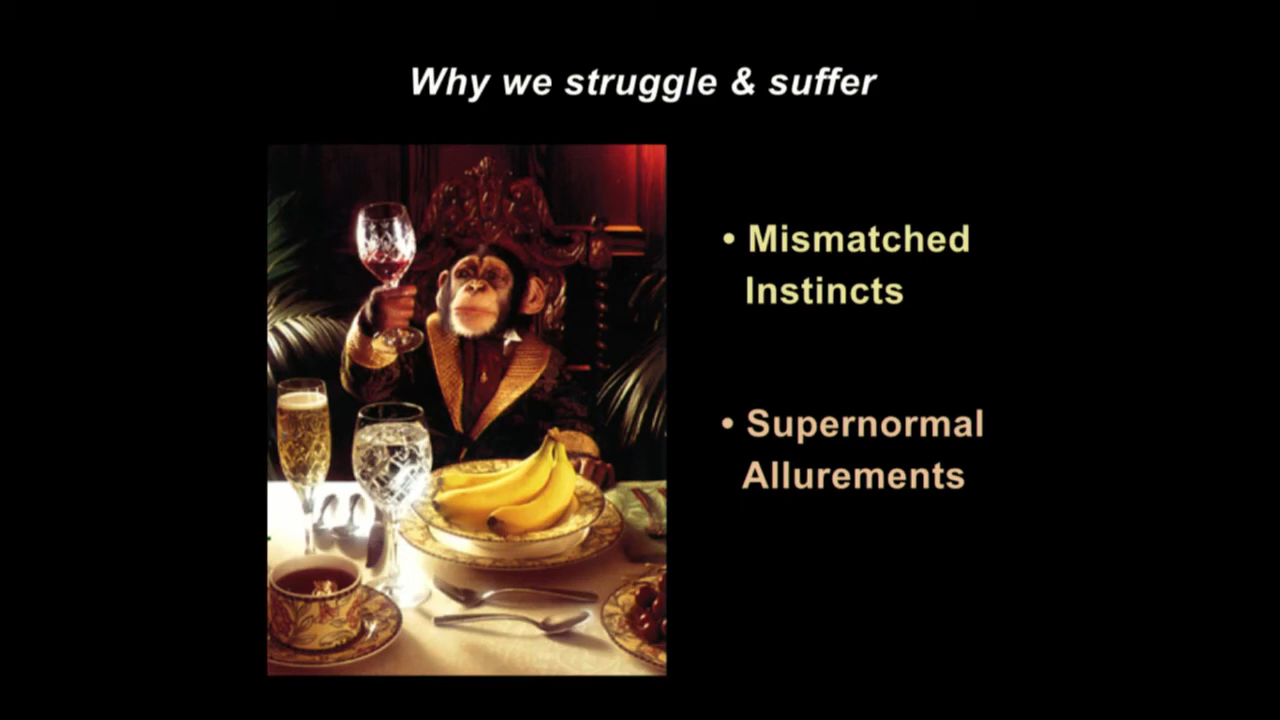 Why we struggle & suffer
• Mismatched
Instincts
• Supernormal
Allurements